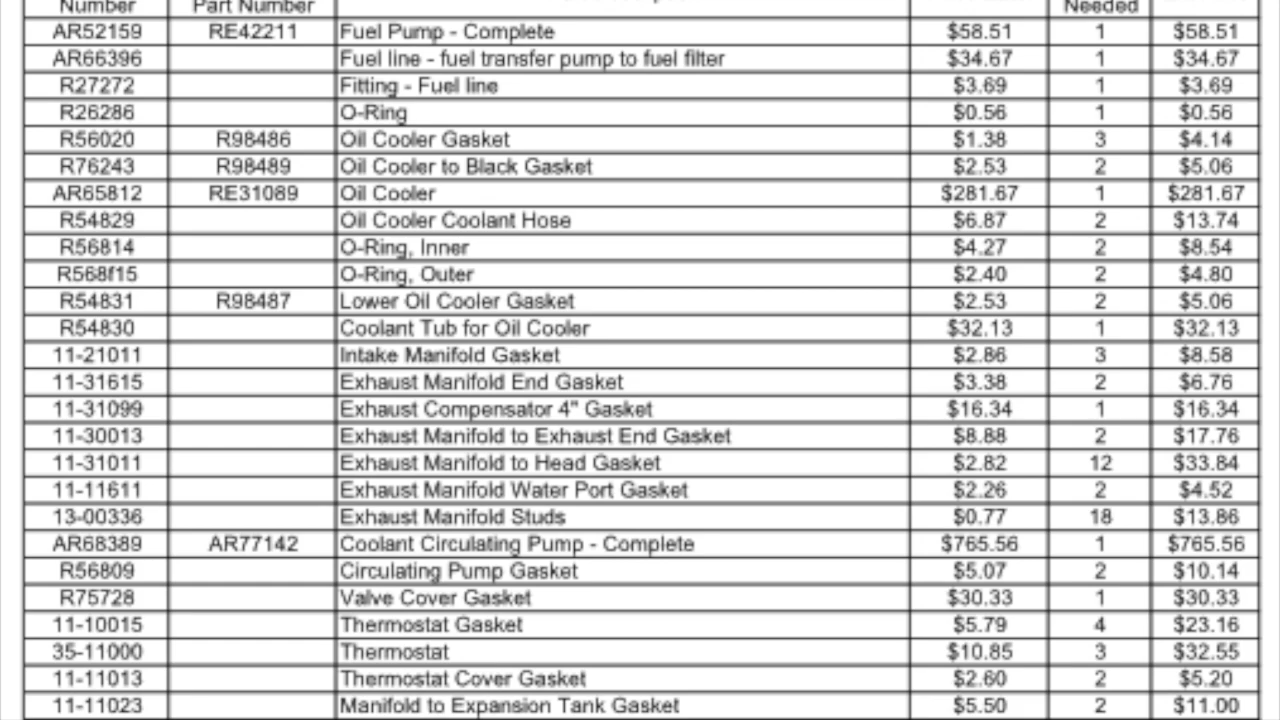 Number Part Number Needed
AR52159 RE42211 Fuel Pump - Complete $58.51 1 $58.51
AR66396 Fuel line - fuel transfer pump to fuel filter $34.67 1 $34.67
R27272 Fitting - Fuel line $3.69 1 $3.69
R26286 O-Ring $0.56 1 $0.56
R56020 R98486 Oil Cooler Gasket $1.38 3 $4.14
R76243 R98489 Oil Cooler to Black Gasket $2.53 2 $5.06
AR65812 RE31089 Oil Cooler $281.67 1 $281.67
R54829 Oil Cooler Coolant Hose $6.87 2 $13.74
R56814 O-Ring, Inner $4.27 2 $8.54
R568f15 O-Ring, Outer $2.40 2 $4.80
R54831 R98487 Lower Oil Cooler Gasket $2.53 2 $5.06
R54830 Coolant Tub for Oil Cooler $32.13 1 $32.13
11-21011 Intake Manifold Gasket $2.86 3 $8.58
11-31615 Exhaust Manifold End Gasket $3.38 2 $6.76
11-31099 Exhaust Compensator 4" Gasket $16.34 1 $16.34
11-30013 Exhaust Manifold to Exhaust End Gasket $8.88 2 $17.76
11-31011 Exhaust Manifold to Head Gasket $2.82 12 $33.84
11-11611 Exhaust Manifold Water Port Gasket $2.26 2 $4.52
13-00336 Exhaust Manifold Studs $0.77 18 $13.86
AR68389 AR77142 Coolant Circulating Pump - Complete $765.56 1 $765.56
R56809 Circulating Pump Gasket $5.07 2 $10.14
R75728 Valve Cover Gasket $30.33 1 $30.33
11-10015 Thermostat Gasket $5.79 4 $23.16
35-11000 Thermostat $10.85 3 $32.55
11-11013 Thermostat Cover Gasket $2.60 2 $5.20
11-11023 Manifold to Expansion Tank Gasket $5.50 2 $11.00